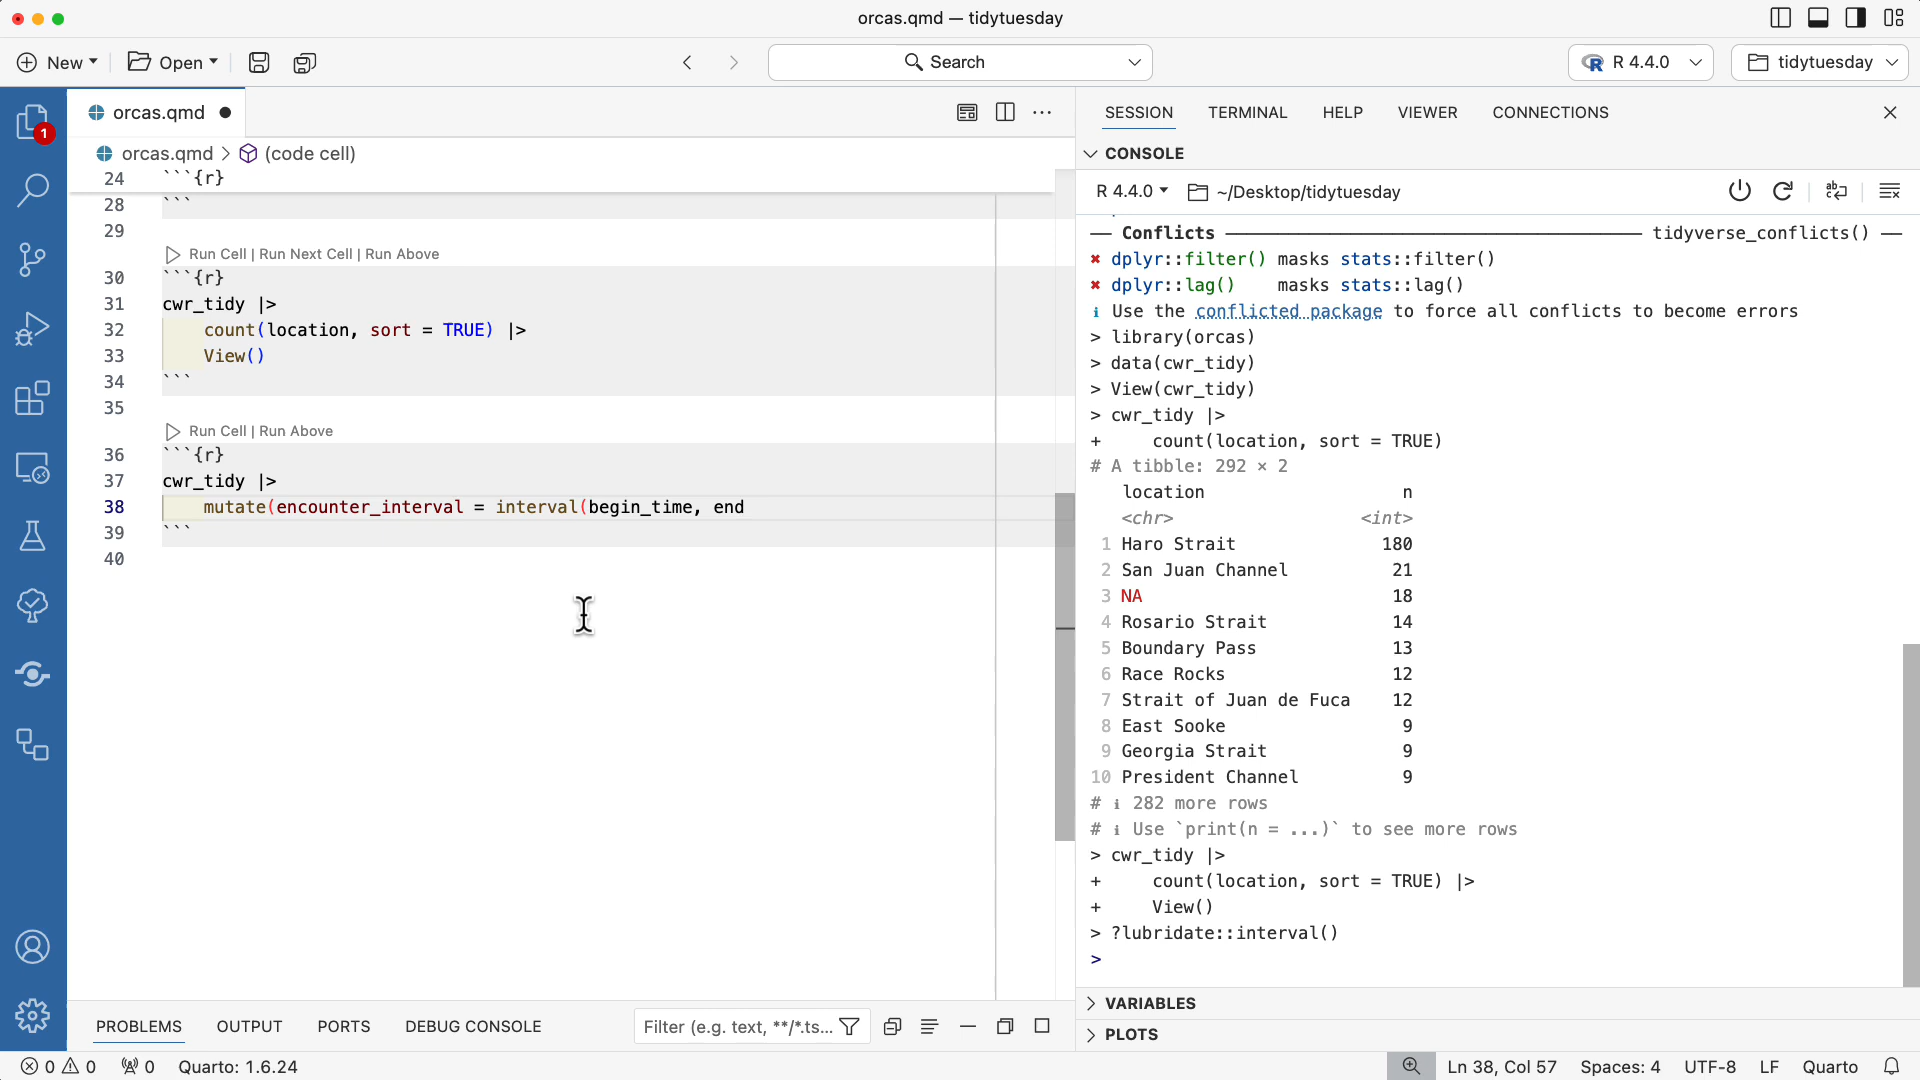 orcas.qmd — tidytuesday
New
Open
Search
R 4.4.0
tidytuesday
1
orcas.qmd
orcas.qmd > (code cell)
24 ```{r}
28 ```
29
Run Cell | Run Next Cell | Run Above
30 ```{r}
31 cwr_tidy |>
32 count(location, sort = TRUE) |>
33 View()
34 ```
35
Run Cell | Run Above
36 ```{r}
37 cwr_tidy |>
38 mutate(encounter_interval = interval(begin_time, end
39 ```
40
PROBLEMS
OUTPUT
PORTS
DEBUG CONSOLE
Filter (e.g. text, **/*.ts...
SESSION
TERMINAL
HELP
VIEWER
CONNECTIONS
CONSOLE
R 4.4.0
~/Desktop/tidytuesday
── Conflicts ──────────────── tidyverse_conflicts() ──
✖ dplyr::filter() masks stats::filter()
✖ dplyr::lag()    masks stats::lag()
ℹ Use the conflicted package to force all conflicts to become errors
> library(orcas)
> data(cwr_tidy)
> View(cwr_tidy)
> cwr_tidy |>
+     count(location, sort = TRUE)
# A tibble: 292 × 2
location n
<chr> <int>
1 Haro Strait 180
2 San Juan Channel 21
3 NA 18
4 Rosario Strait 14
5 Boundary Pass 13
6 Race Rocks 12
7 Strait of Juan de Fuca 12
8 East Sooke 9
9 Georgia Strait 9
10 President Channel 9
# ℹ 282 more rows
# ℹ Use `print(n = ...)` to see more rows
> cwr_tidy |>
+     count(location, sort = TRUE) |>
+     View()
> ?lubridate::interval()
>
VARIABLES
PLOTS
0 0 0 Quarto: 1.6.24
Ln 38, Col 57
Spaces: 4
UTF-8
LF
Quarto